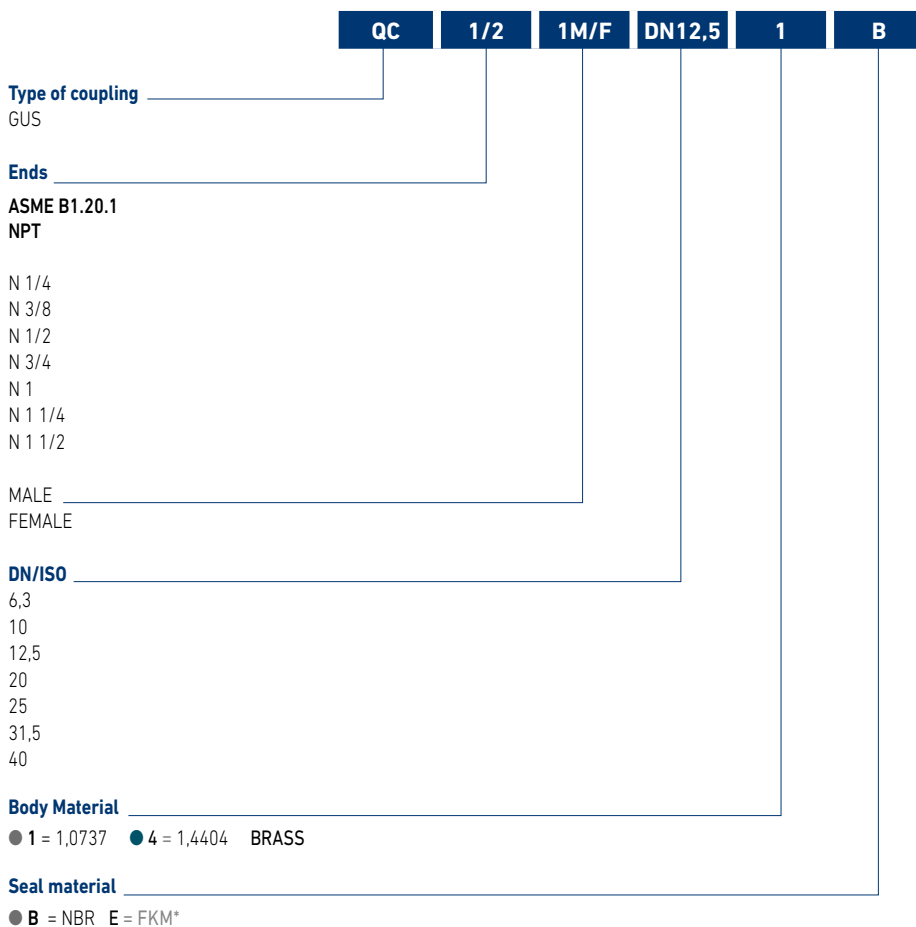 QC 1/2 1M/F DN12,5 1 B
Type of coupling
GUS
Ends
ASME B1.20.1
NPT
N 1/4
N 3/8
N 1/2
N 3/4
N 1
N 1 1/4
N 1 1/2
MALE
FEMALE
DN/ISO
6,3
10
12,5
20
25
31,5
40
Body Material
1 = 1,0737 4 = 1,4404 BRASS
Seal material
B = NBR E = FKM*